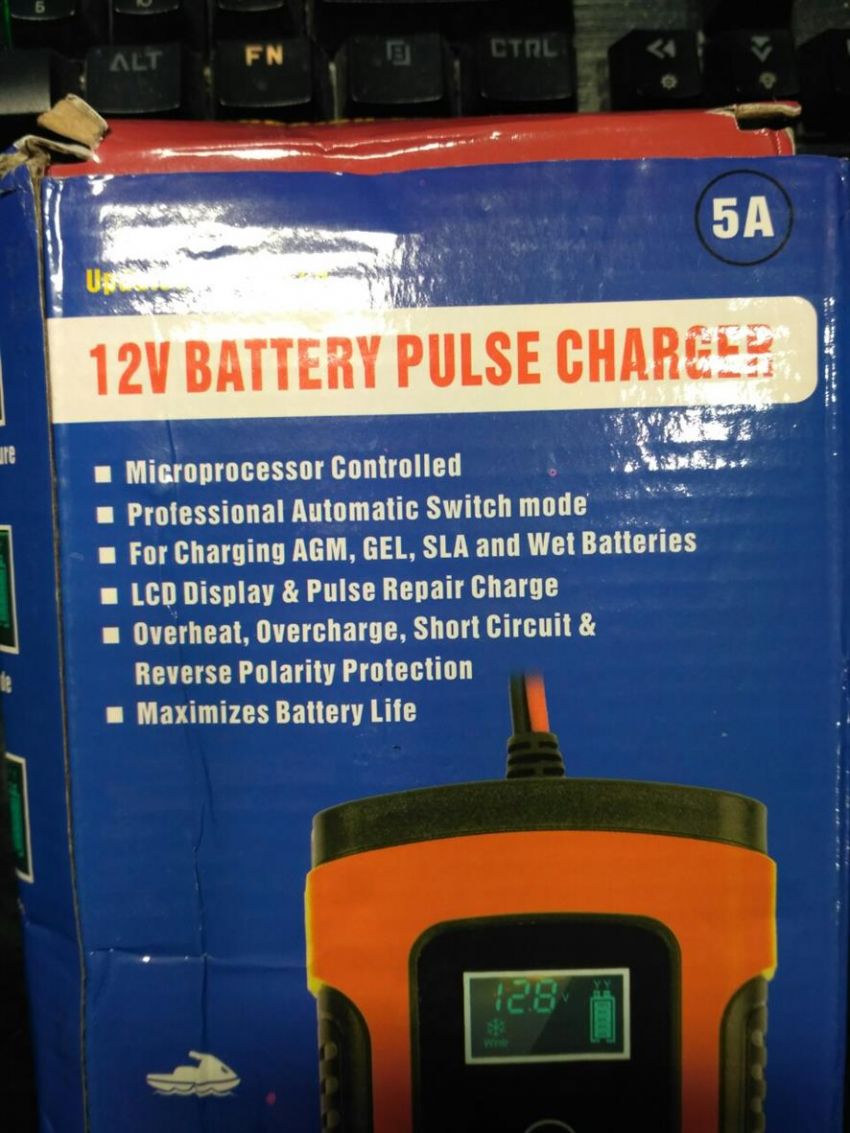 Б
Ю
ALT
FN
CTRL
5A
12V BATTERY PULSE CHARGER
■ Microprocessor Controlled
■ Professional Automatic Switch mode
■ For Charging AGM, GEL, SLA and Wet Batteries
■ LCD Display & Pulse Repair Charge
■ Overheat, Overcharge, Short Circuit &
Reverse Polarity Protection
■ Maximizes Battery Life
12.8 V